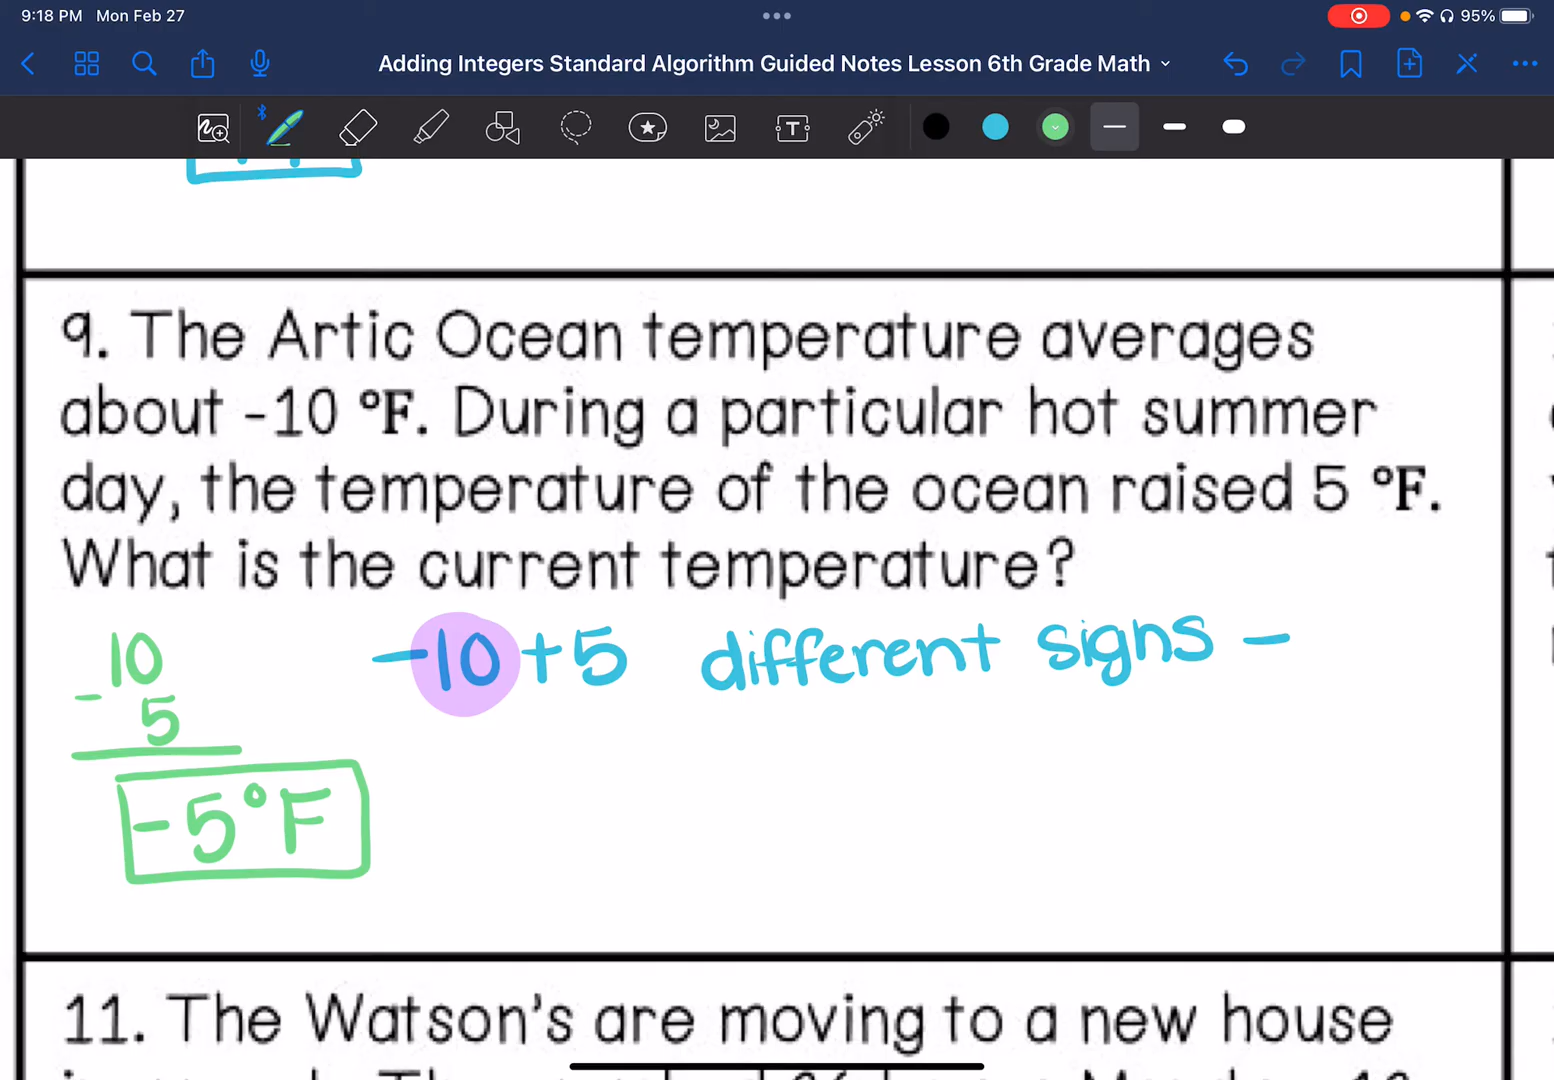 9:18 PM Mon Feb 27
95%
Adding Integers Standard Algorithm Guided Notes Lesson 6th Grade Math
T
9. The Artic Ocean temperature averages
about -10 °F. During a particular hot summer
day, the temperature of the ocean raised 5 °F.
What is the current temperature?
10
- 5
-5°F
-10+5 different signs -
11. The Watson's are moving to a new house